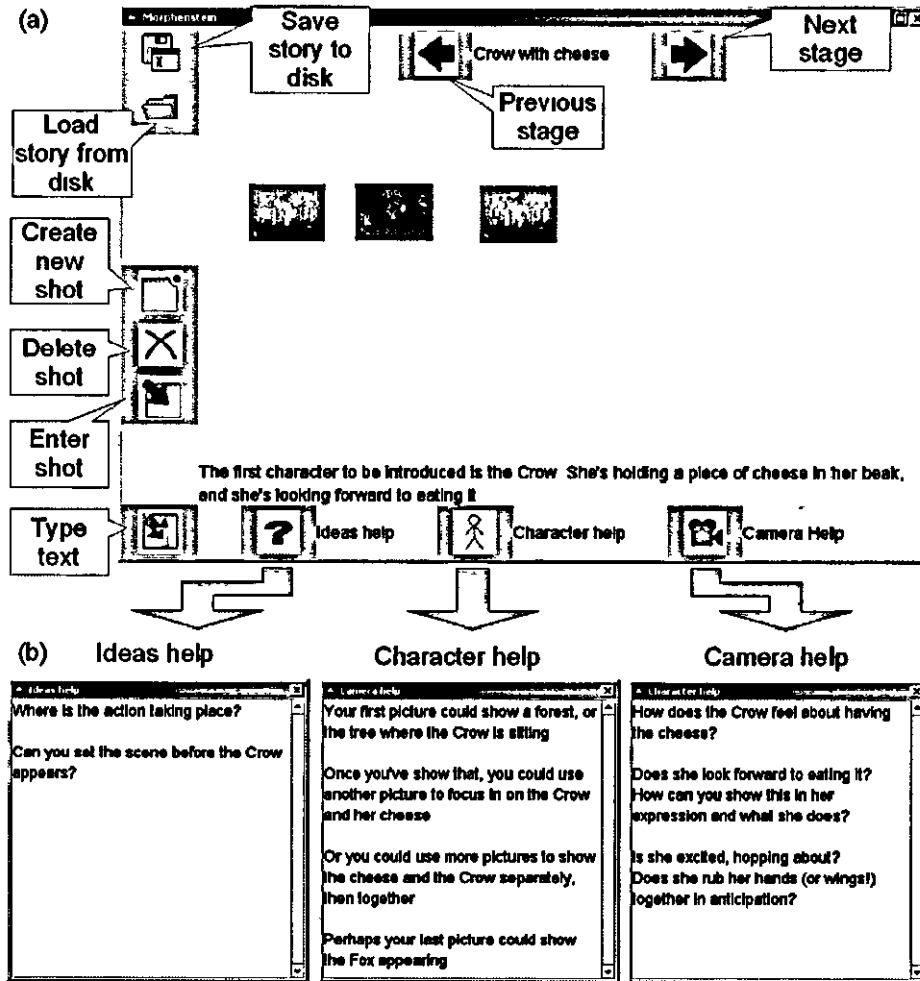 (a)
Morphenstein
Save
story to
disk
Crow with cheese
Next
stage
Previous
stage
Load
story from
disk
Create
new
shot
Delete
shot
Enter
shot
The first character to be introduced is the Crow She's holding a piece of cheese in her beak,
and she's looking forward to eating it
Type
text
Ideas help
Character help
Camera Help
(b)
Ideas help
Character help
Camera help
Ideas help
Where is the action taking place?
Can you set the scene before the Crow
appears?
Camera help
Your first picture could show a forest, or
the tree where the Crow is sitting
Once you've show that, you could use
another picture to focus in on the Crow
and her cheese
Or you could use more pictures to show
the cheese and the Crow separately,
then together
Perhaps your last picture could show
the Fox appearing
Character help
How does the Crow feel about having
the cheese?
Does she look forward to eating it?
How can you show this in her
expression and what she does?
Is she excited, hopping about?
Does she rub her hands (or wings!)
together in anticipation?